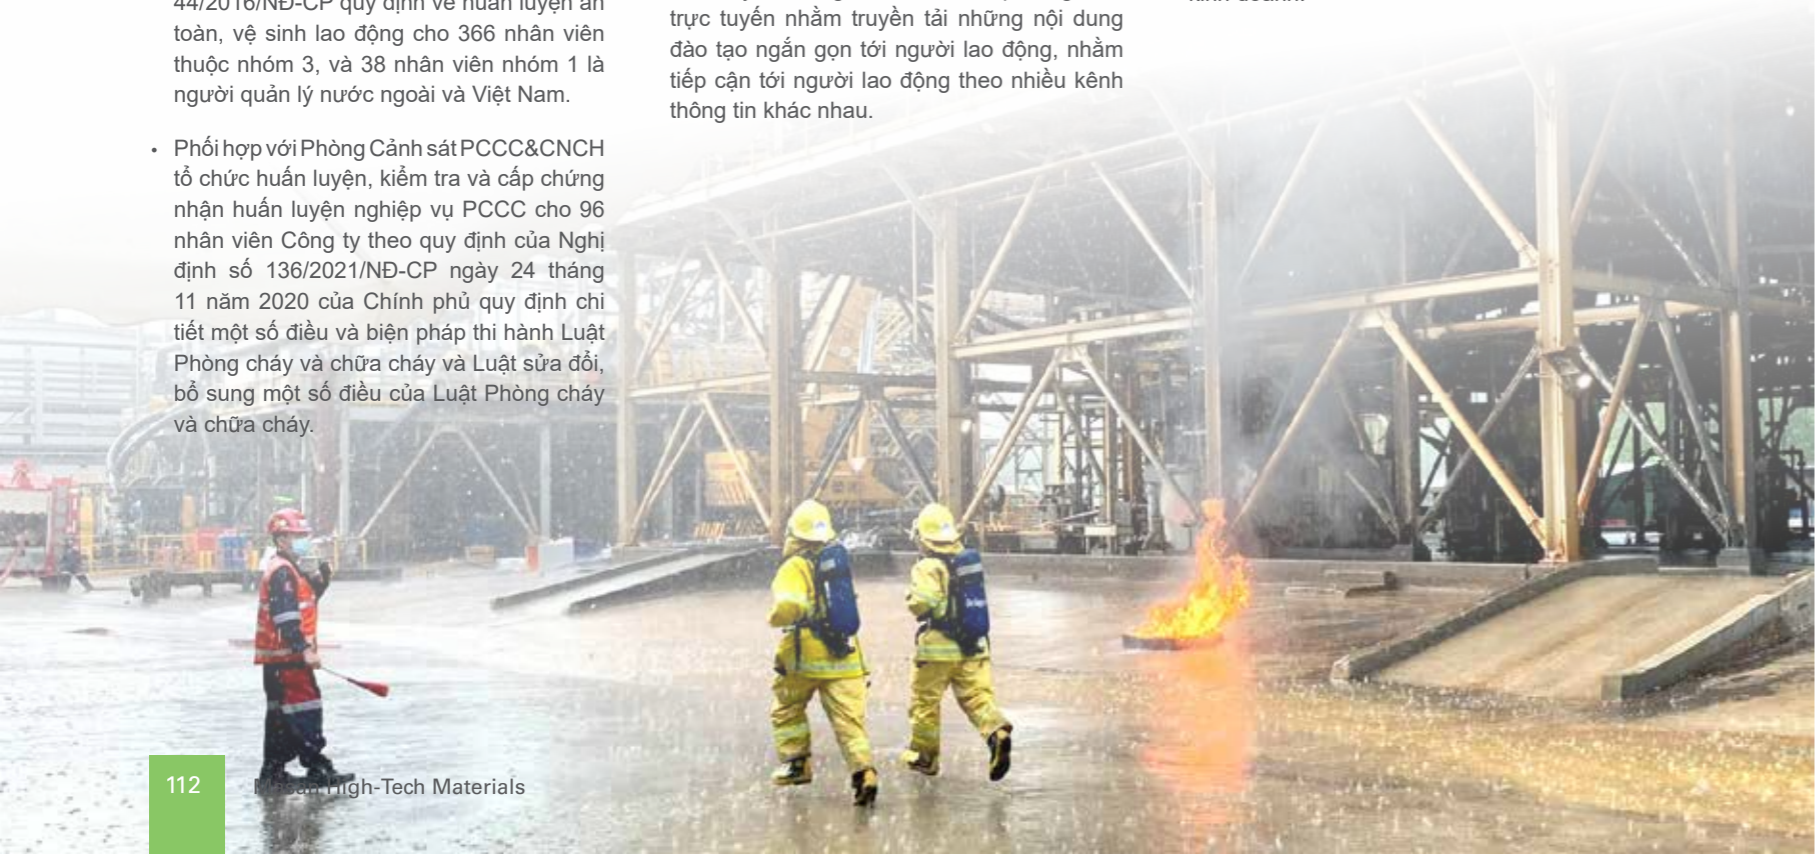 44/2016/NĐ-CP quy định về huấn luyện an
toàn, vệ sinh lao động cho 366 nhân viên
thuộc nhóm 3, và 38 nhân viên nhóm 1 là
người quản lý nước ngoài và Việt Nam.
• Phối hợp với Phòng Cảnh sát PCCC&CNCH
tổ chức huấn luyện, kiểm tra và cấp chứng
nhận huấn luyện nghiệp vụ PCCC cho 96
nhân viên Công ty theo quy định của Nghị
định số 136/2021/NĐ-CP ngày 24 tháng
11 năm 2020 của Chính phủ quy định chi
tiết một số điều và biện pháp thi hành Luật
Phòng cháy và chữa cháy và Luật sửa đổi,
bổ sung một số điều của Luật Phòng cháy
và chữa cháy.
trực tuyến nhằm truyền tải những nội dung
đào tạo ngắn gọn tới người lao động, nhằm
tiếp cận tới người lao động theo nhiều kênh
thông tin khác nhau.
112
Masan High-Tech Materials